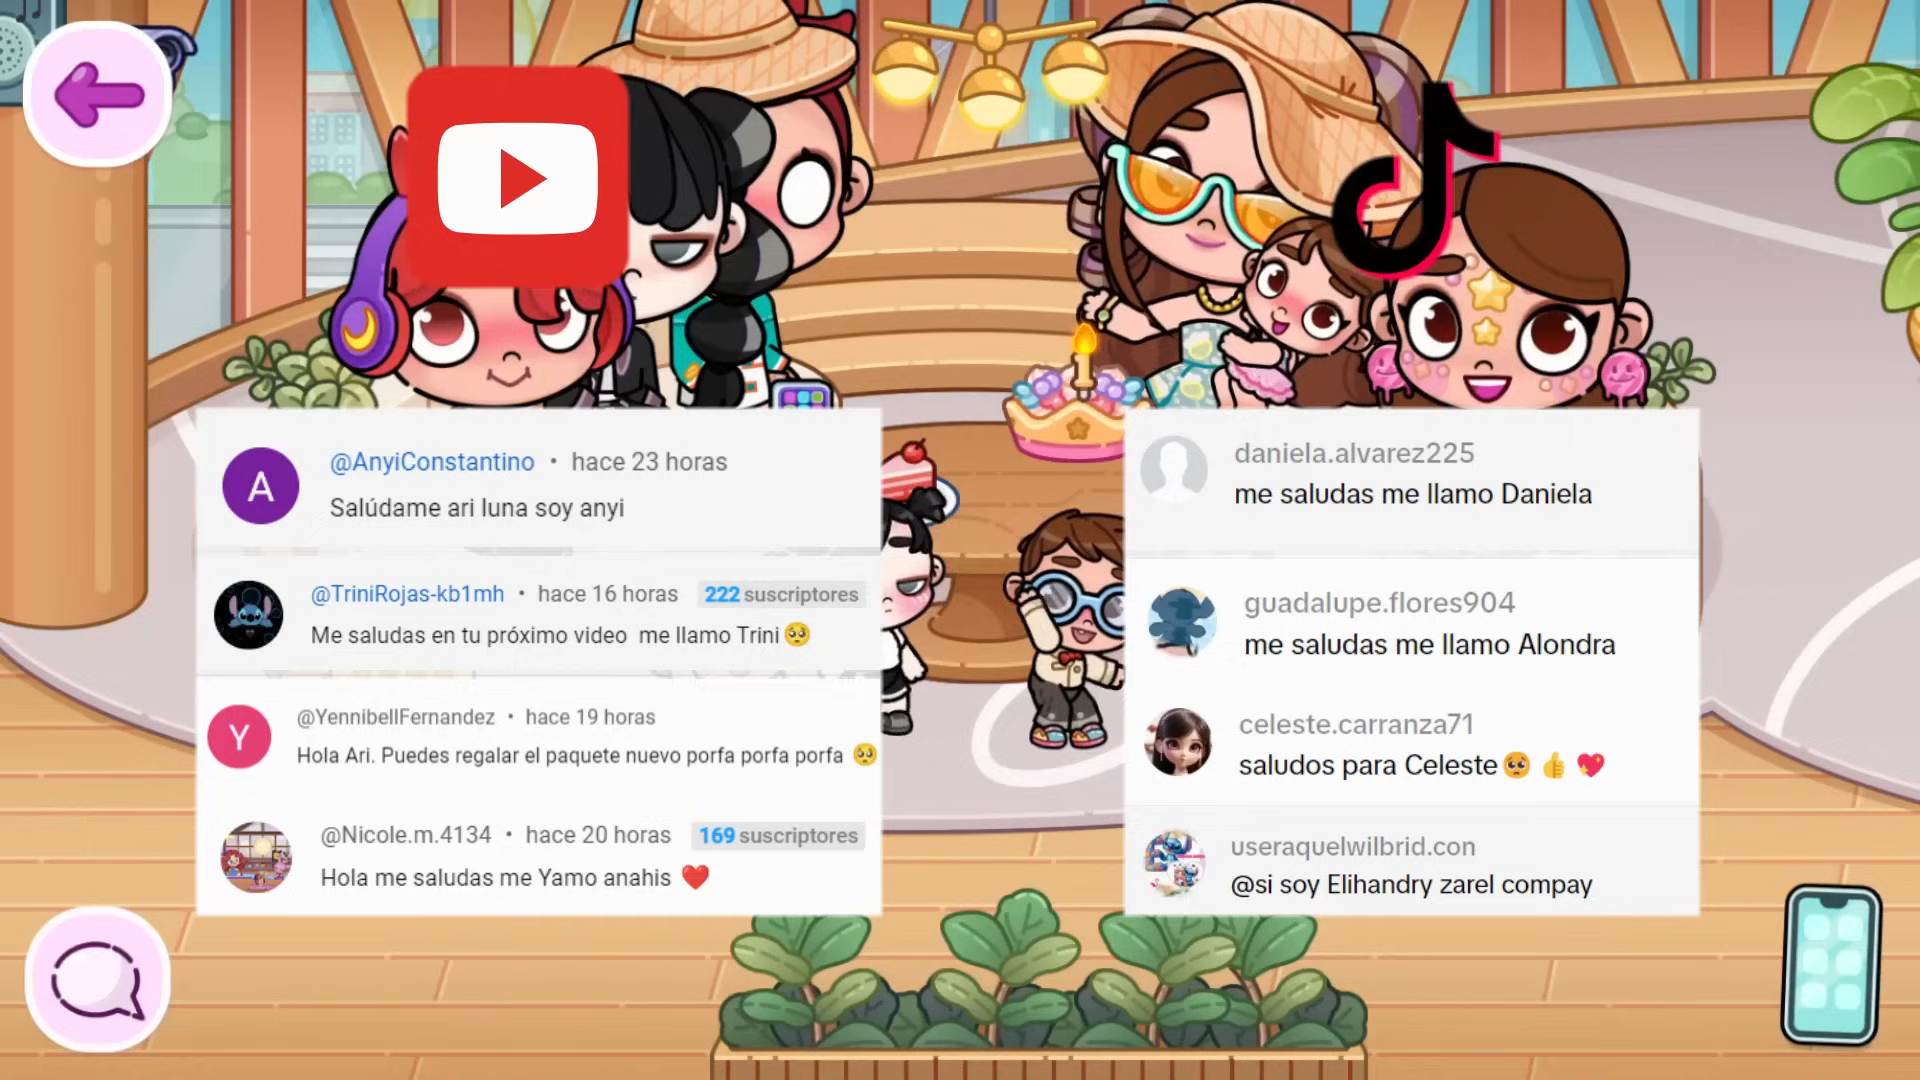 @AnyiConstantino • hace 23 horas
Salúdame ari luna soy anyi
@TriniRojas-kb1mh • hace 16 horas 222 suscriptores
Me saludas en tu próximo video me llamo Trini🥺
@YennibellFernandez • hace 19 horas
Hola Ari. Puedes regalar el paquete nuevo porfa porfa porfa 🥺
@Nicole.m.4134 • hace 20 horas 169 suscriptores
Hola me saludas me Yamo anahis ❤️
daniela.alvarez225
me saludas me llamo Daniela
guadalupe.flores904
me saludas me llamo Alondra
celeste.carranza71
saludos para Celeste🥺 👍 💖
useraquelwilbrid.con
@si soy Elihandry zarel compay
A
Y